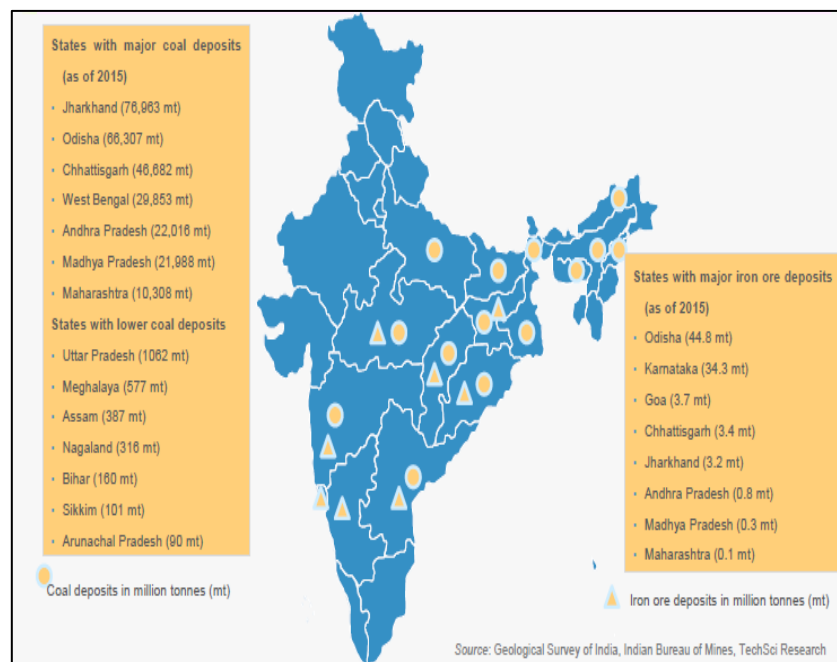 States with major coal deposits
(as of 2015)
• Jharkhand (76,963 mt)
• Odisha (66,307 mt)
• Chhattisgarh (46,682 mt)
• West Bengal (29,853 mt)
• Andhra Pradesh (22,016 mt)
• Madhya Pradesh (21,988 mt)
• Maharashtra (10,308 mt)
States with lower coal deposits
• Uttar Pradesh (1062 mt)
• Meghalaya (577 mt)
• Assam (387 mt)
• Nagaland (316 mt)
• Bihar (160 mt)
• Sikkim (101 mt)
• Arunachal Pradesh (90 mt)
Coal deposits in million tonnes (mt)
States with major iron ore deposits
(as of 2015)
• Odisha (44.8 mt)
• Karnataka (34.3 mt)
• Goa (3.7 mt)
• Chhattisgarh (3.4 mt)
• Jharkhand (3.2 mt)
• Andhra Pradesh (0.8 mt)
• Madhya Pradesh (0.3 mt)
• Maharashtra (0.1 mt)
Iron ore deposits in million tonnes (mt)
Source: Geological Survey of India, Indian Bureau of Mines, TechSci Research